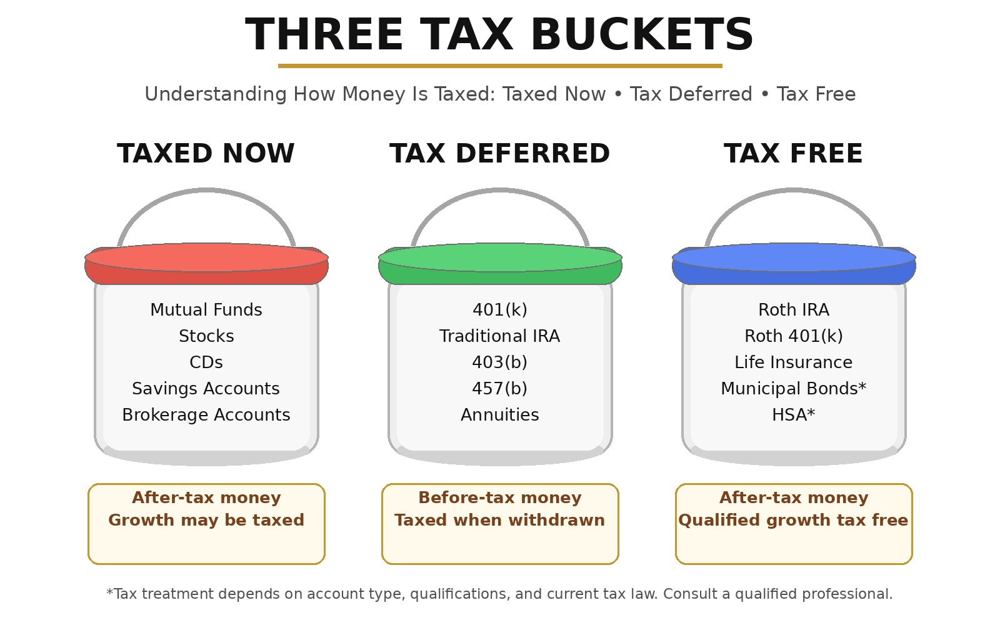 THREE TAX BUCKETS
Understanding How Money Is Taxed: Taxed Now • Tax Deferred • Tax Free
TAXED NOW
Mutual Funds
Stocks
CDs
Savings Accounts
Brokerage Accounts
After-tax money
Growth may be taxed
TAX DEFERRED
401(k)
Traditional IRA
403(b)
457(b)
Annuities
Before-tax money
Taxed when withdrawn
TAX FREE
Roth IRA
Roth 401(k)
Life Insurance
Municipal Bonds*
HSA*
After-tax money
Qualified growth tax free
*Tax treatment depends on account type, qualifications, and current tax law. Consult a qualified professional.